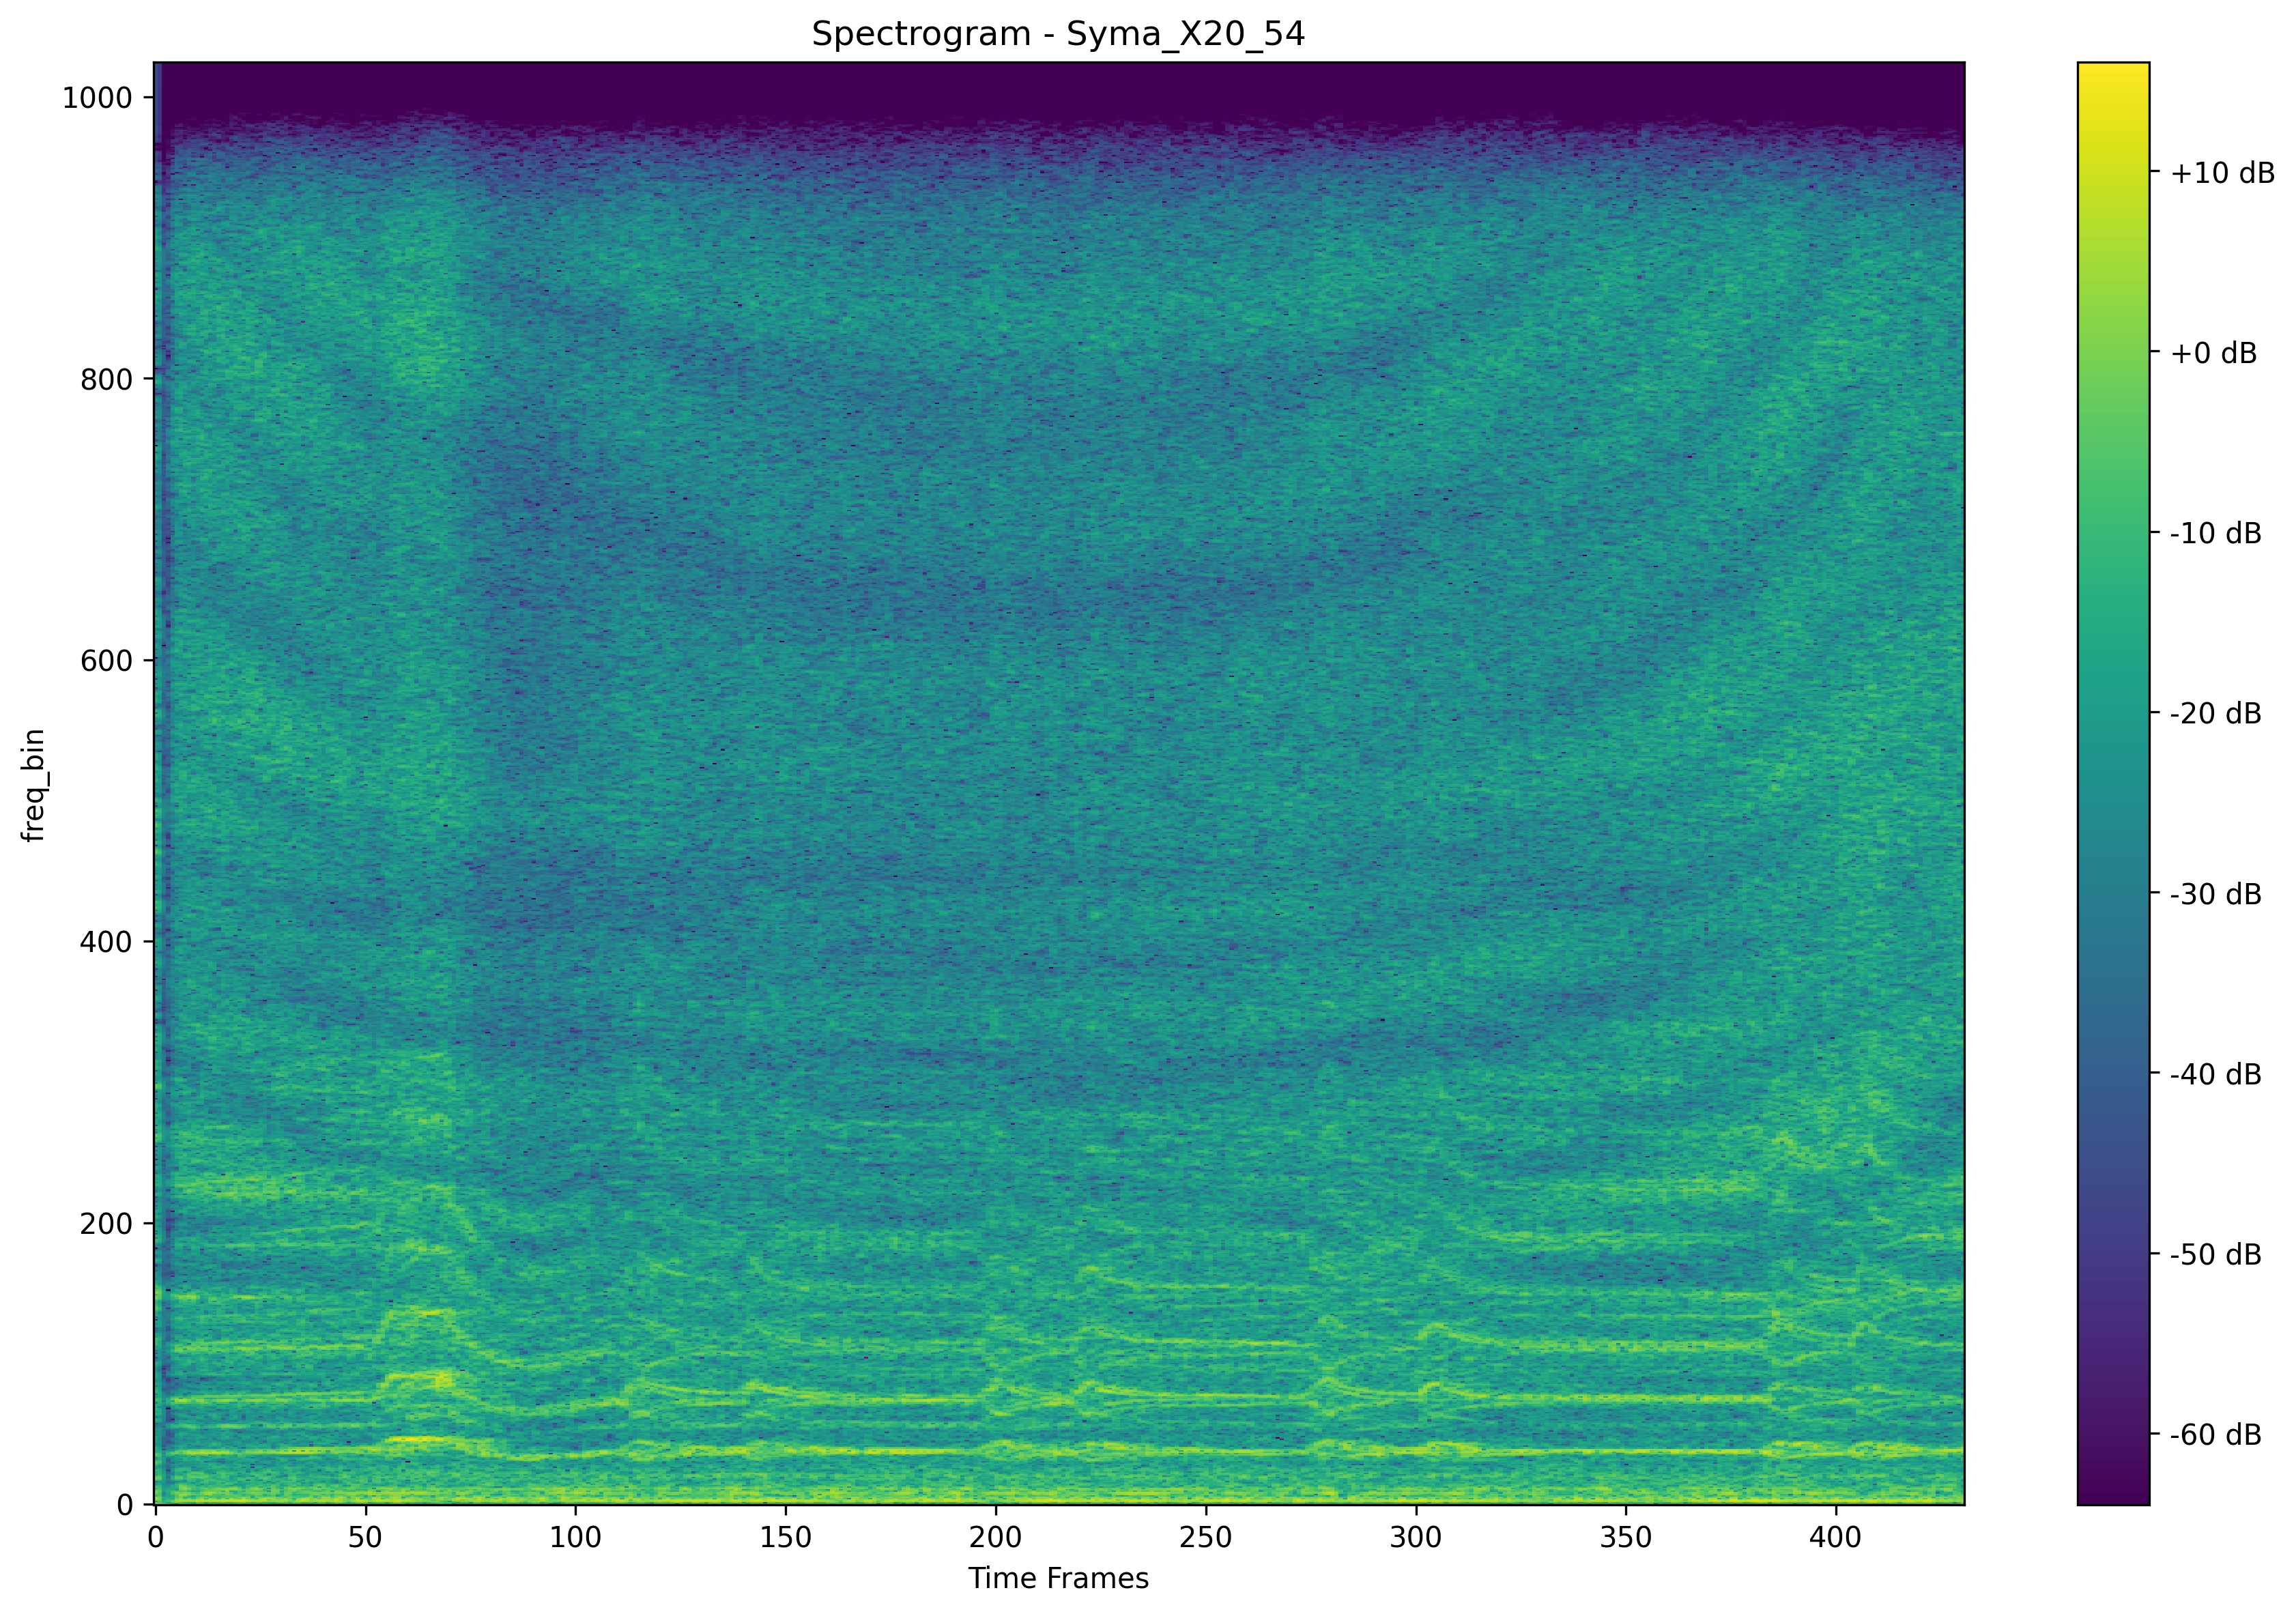 Spectrogram - Syma_X20_54
1000
800
600
400
200
0
freq_bin
0 50 100 150 200 250 300 350 400
Time Frames
+10 dB
+0 dB
-10 dB
-20 dB
-30 dB
-40 dB
-50 dB
-60 dB